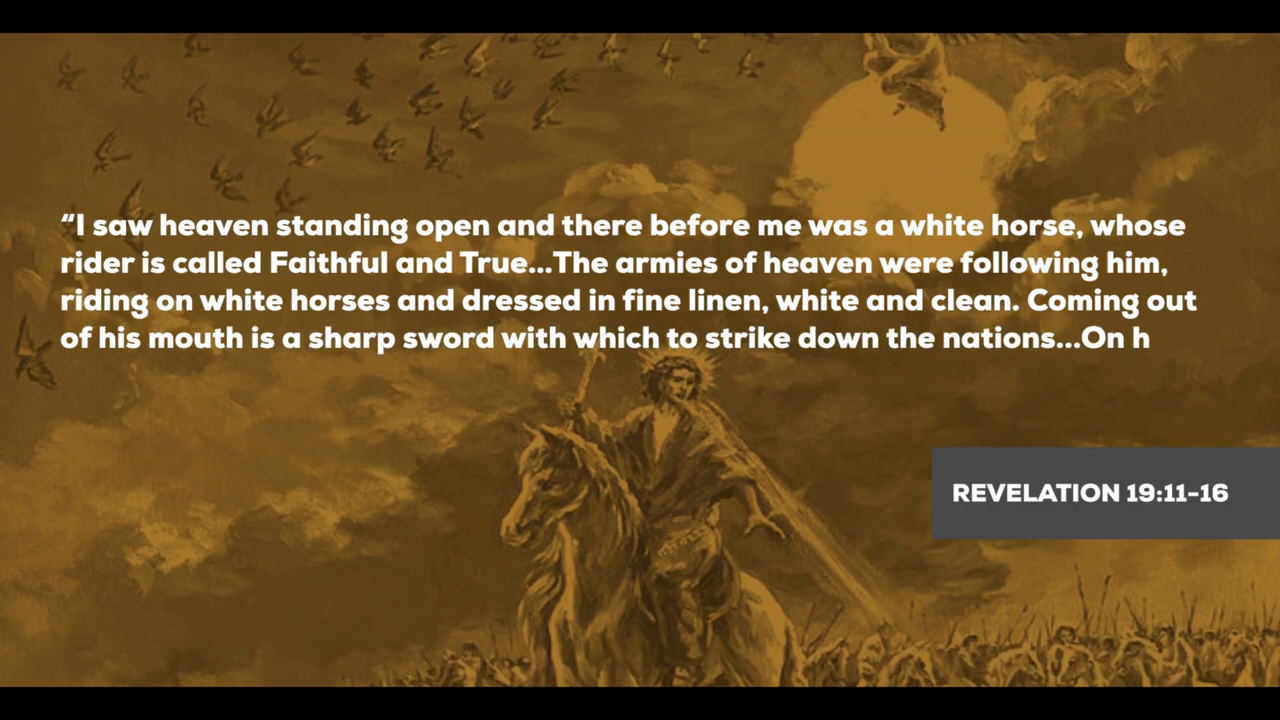 “I saw heaven standing open and there before me was a white horse, whose
rider is called Faithful and True...The armies of heaven were following him,
riding on white horses and dressed in fine linen, white and clean. Coming out
of his mouth is a sharp sword with which to strike down the nations...On h
REVELATION 19:11-16